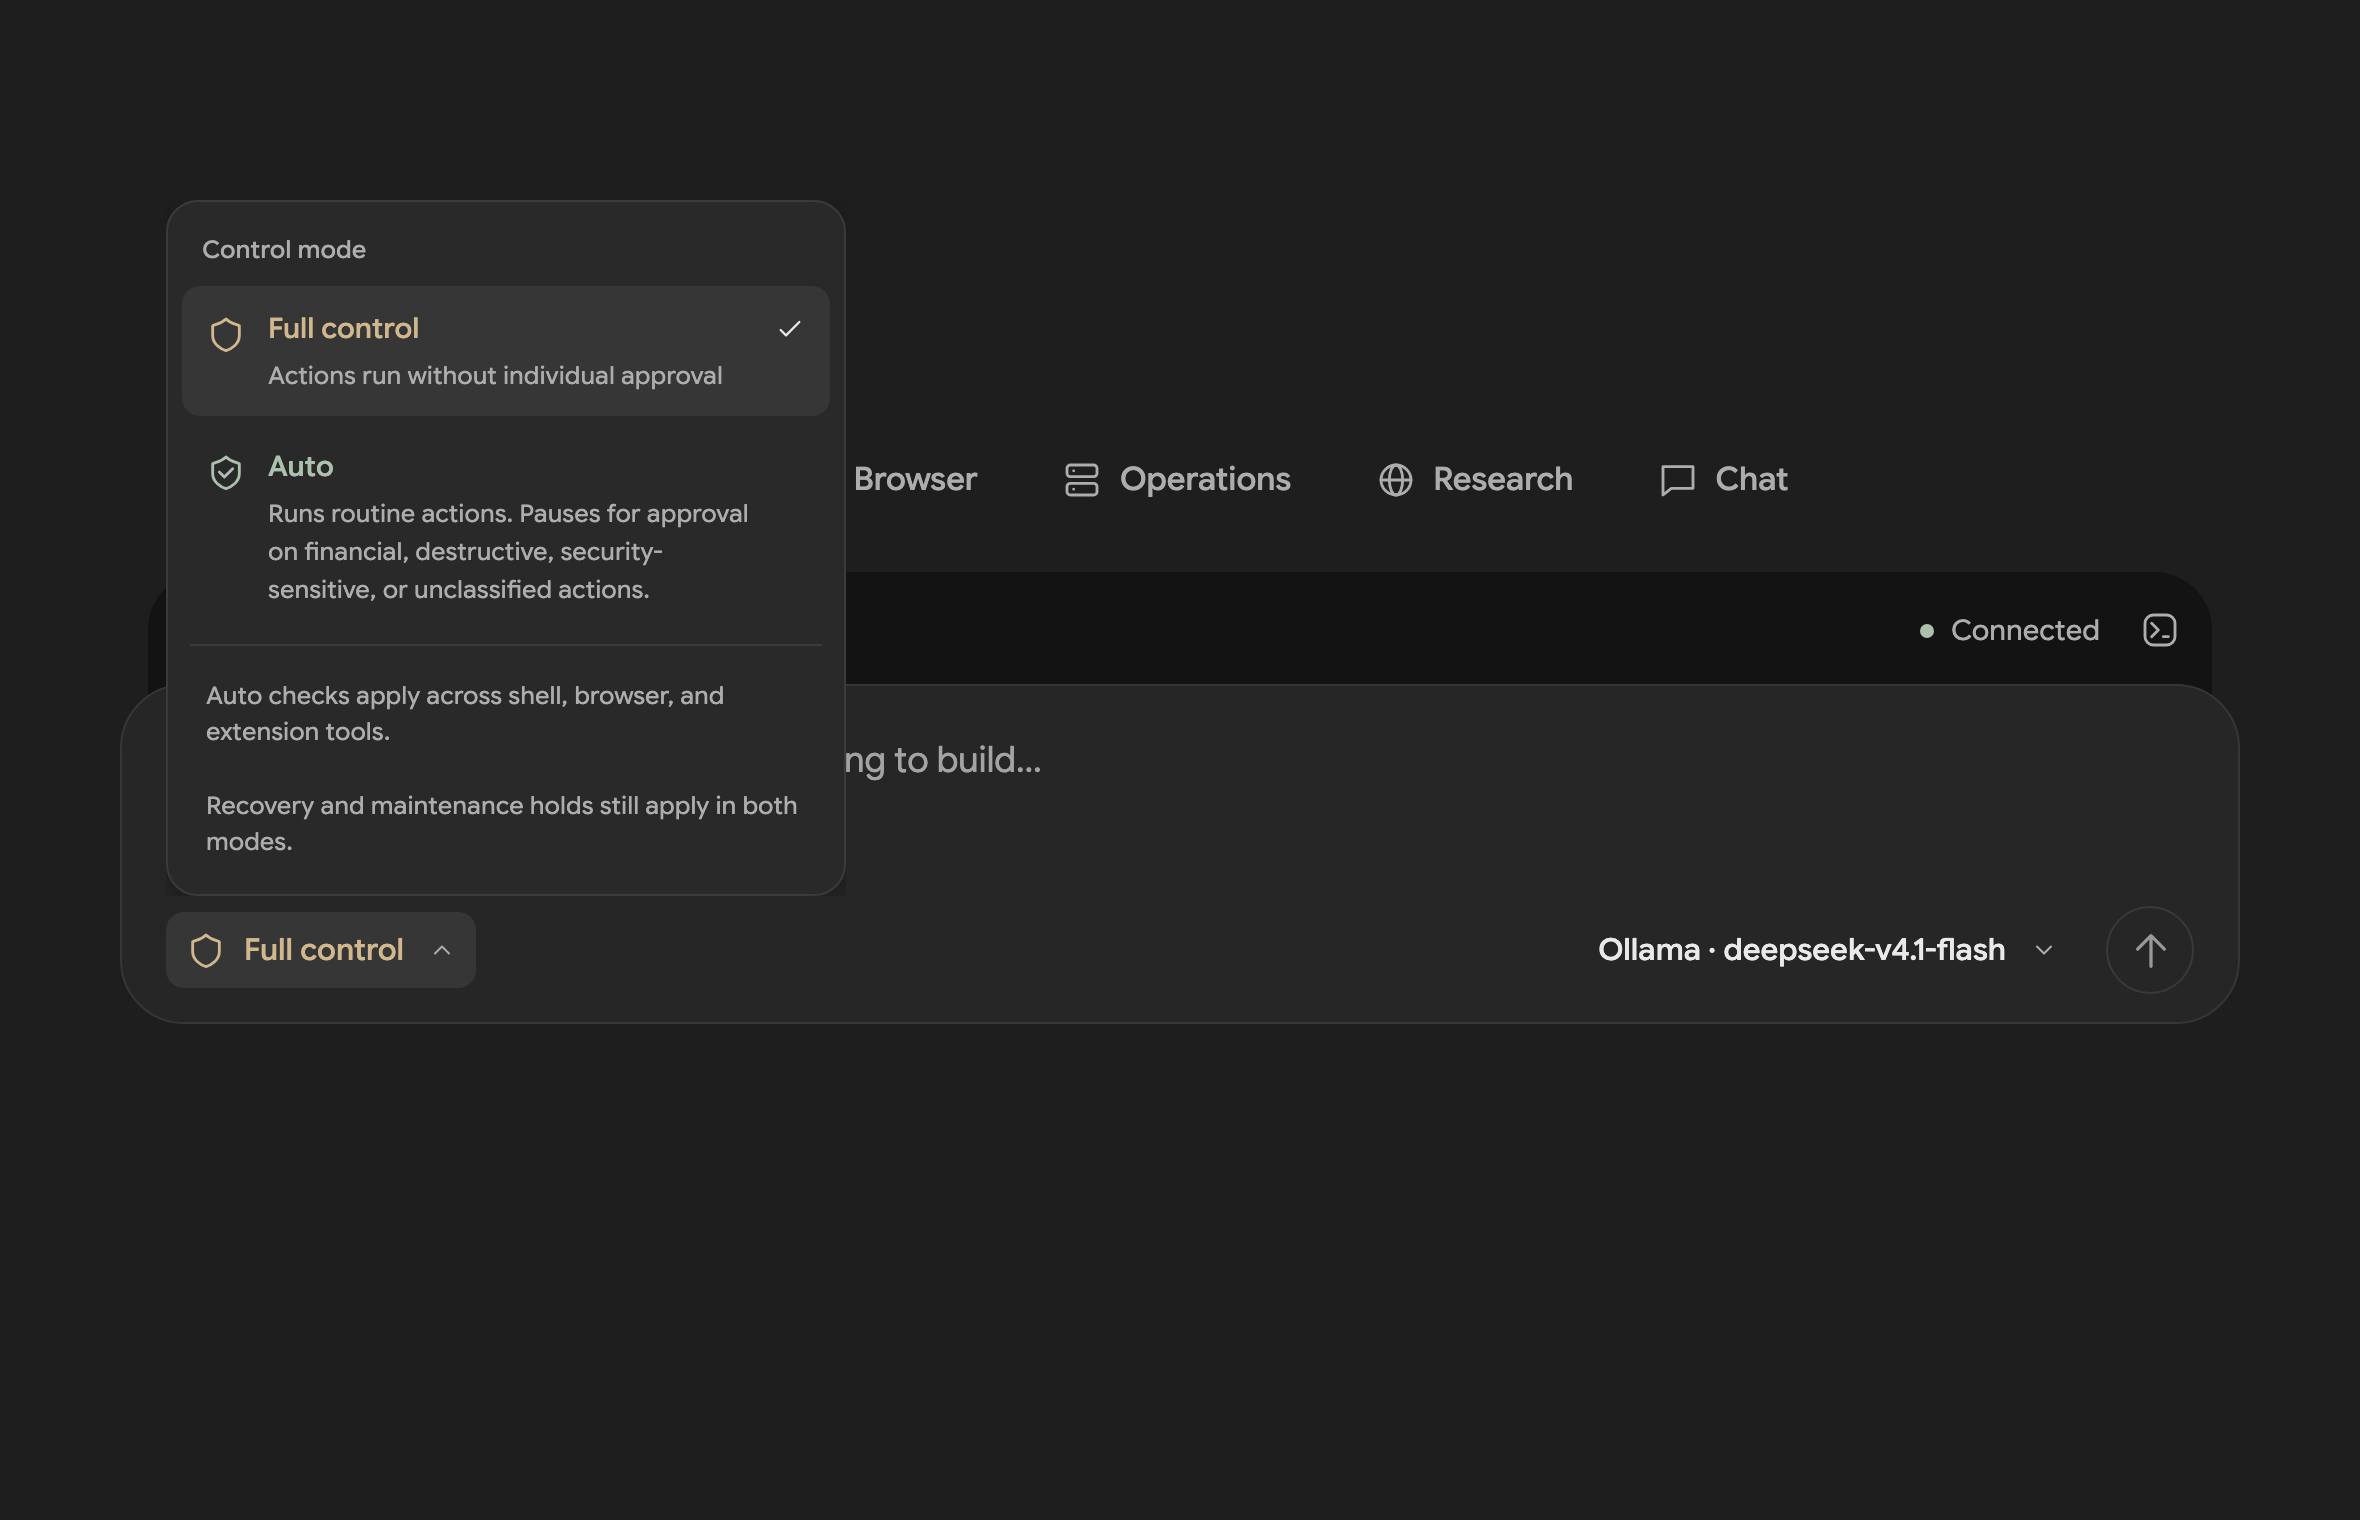 Control mode
Full control
Actions run without individual approval
Auto
Runs routine actions. Pauses for approval
on financial, destructive, security-
sensitive, or unclassified actions.
Auto checks apply across shell, browser, and
extension tools.
Recovery and maintenance holds still apply in both
modes.
Browser
Operations
Research
Chat
Connected
ng to build...
Full control
Ollama · deepseek-v4.1-flash